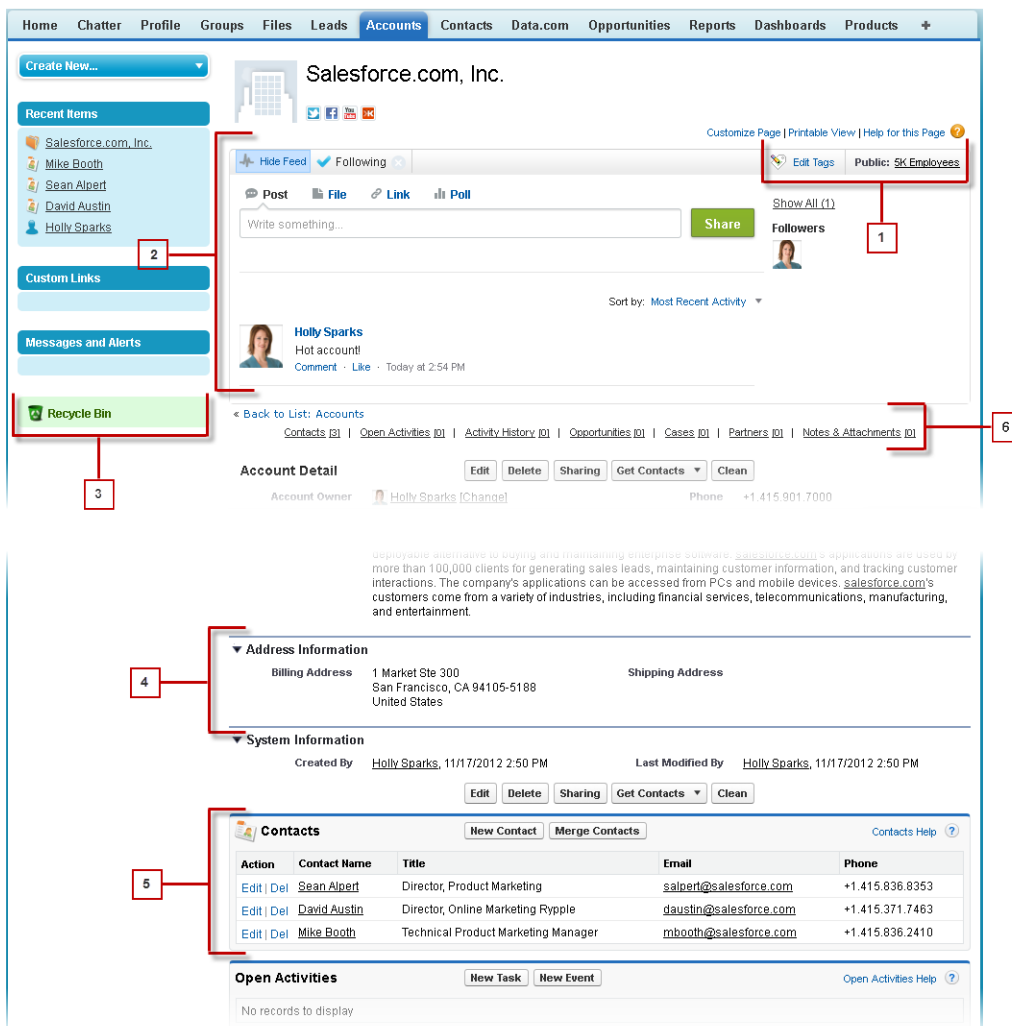 Home Chatter Profile Groups Files Leads Accounts Contacts Data.com Opportunities Reports Dashboards Products +
Create New...
Recent Items
Salesforce.com, Inc.
Mike Booth
Sean Alpert
David Austin
Holly Sparks
Custom Links
Messages and Alerts
Recycle Bin
3
Salesforce.com, Inc.
Customize Page | Printable View | Help for this Page ?
Hide Feed Following
Edit Tags Public: 5K Employees
1
Post File Link Poll
Write something... Share
Show All (1)
Followers
2
Sort by: Most Recent Activity
Holly Sparks
Hot account!
Comment · Like · Today at 2:54 PM
« Back to List: Accounts
Contacts [3] | Open Activities [0] | Activity History [0] | Opportunities [0] | Cases [0] | Partners [0] | Notes & Attachments [0]
6
Account Detail Edit Delete Sharing Get Contacts Clean
Account Owner Holly Sparks [Change] Phone +1.415.901.7000
deployable alternative to buying and maintaining enterprise software. salesforce.com's applications are used by
more than 100,000 clients for generating sales leads, maintaining customer information, and tracking customer
interactions. The company's applications can be accessed from PCs and mobile devices. salesforce.com's
customers come from a variety of industries, including financial services, telecommunications, manufacturing,
and entertainment.
4
Address Information
Billing Address 1 Market Ste 300 Shipping Address
San Francisco, CA 94105-5188
United States
System Information
Created By Holly Sparks, 11/17/2012 2:50 PM Last Modified By Holly Sparks, 11/17/2012 2:50 PM
Edit Delete Sharing Get Contacts Clean
5
Contacts New Contact Merge Contacts Contacts Help ?
Action Contact Name Title Email Phone
Edit | Del Sean Alpert Director, Product Marketing salpert@salesforce.com +1.415.836.8353
Edit | Del David Austin Director, Online Marketing Rypple daustin@salesforce.com +1.415.371.7463
Edit | Del Mike Booth Technical Product Marketing Manager mbooth@salesforce.com +1.415.836.2410
Open Activities New Task New Event Open Activities Help ?
No records to display